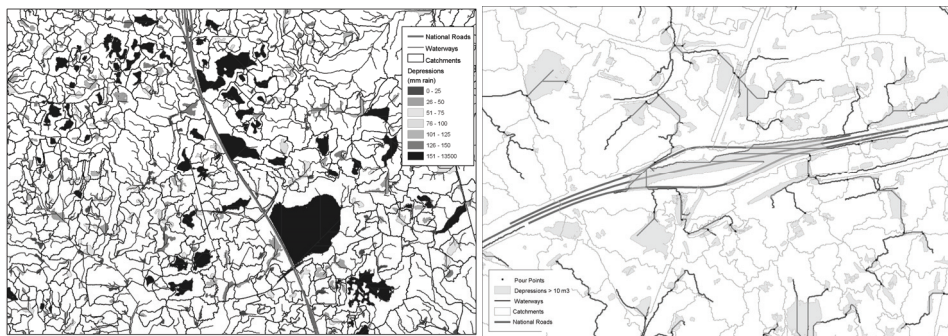 National Roads
Waterways
Catchments
Depressions
(mm rain)
0 - 25
26 - 50
51 - 75
76 - 100
101 - 125
126 - 150
151 - 13500
Pour Points
Depressions > 10 m3
Waterways
Catchments
National Roads